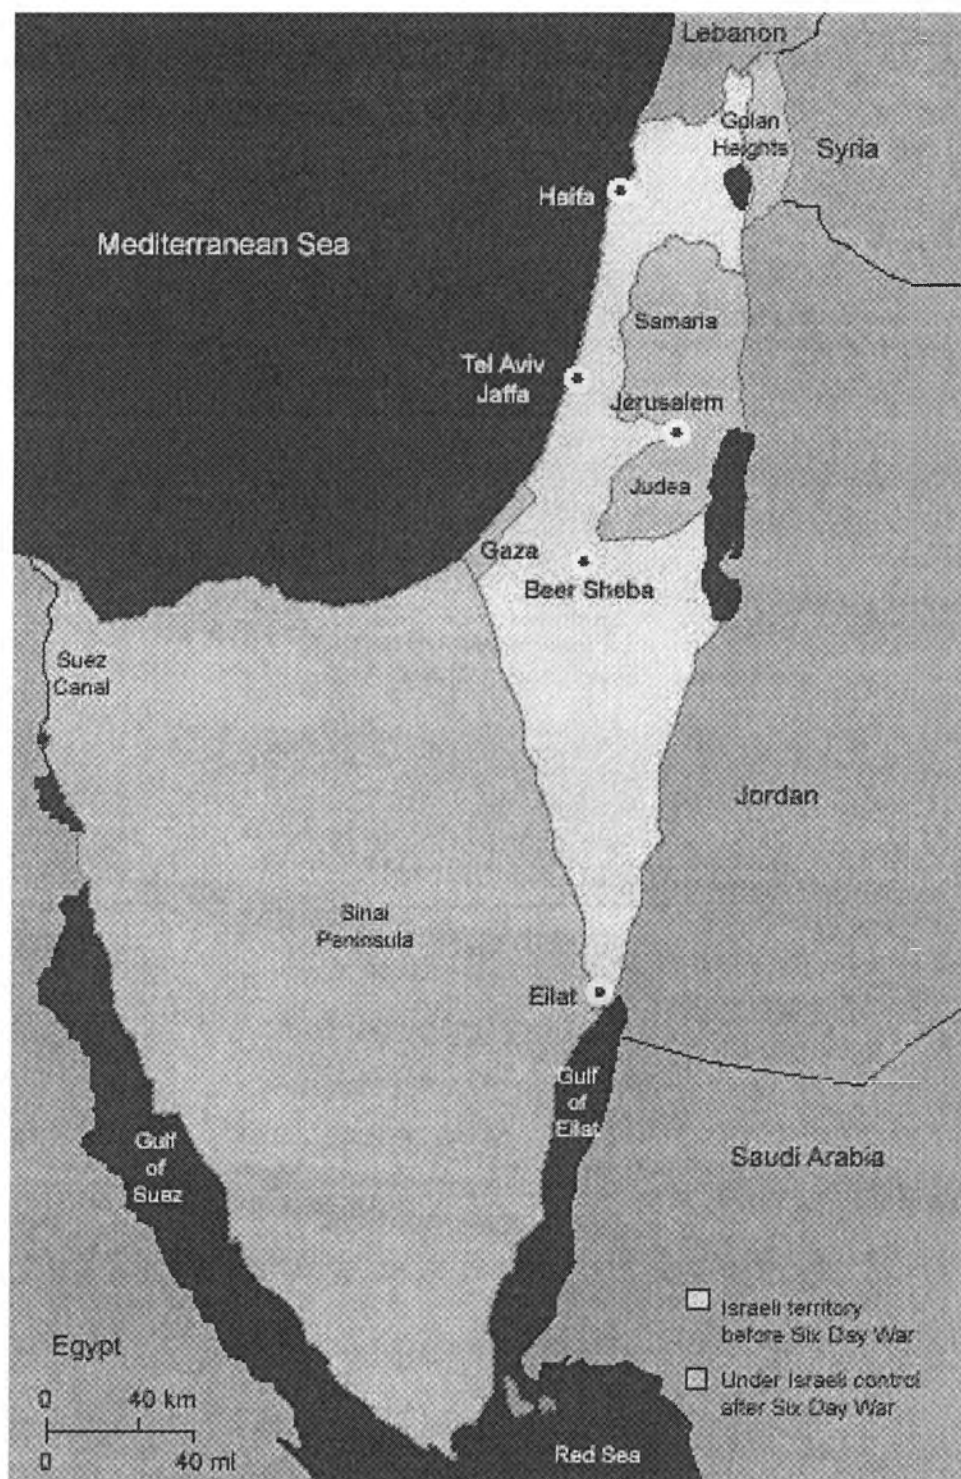 Lebanon
Golan
Heights
Syria
Haifa
Mediterranean Sea
Samaria
Tel Aviv
Jaffa
Jerusalem
Judea
Gaza
Beer Sheba
Suez
Canal
Jordan
Sinai
Peninsula
Eilat
Gulf
of
Eilat
Gulf
of
Suez
Saudi Arabia
Israeli territory
before Six Day War
Egypt
Under Israeli control
after Six Day War
0 40 km
0 40 mi
Red Sea